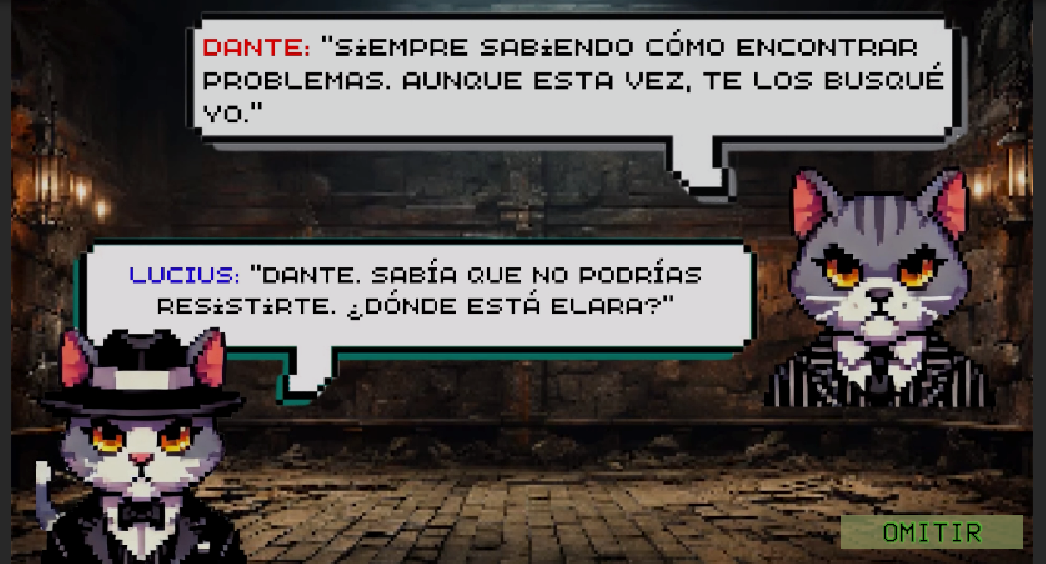 DANTE: "SiEMPRE SABiENDO CÓMO ENCONTRAR
PROBLEMAS. AUNQUE ESTA VEZ, TE LOS BUSQUÉ
YO."
LUCIUS: "DANTE. SABÍA QUE NO PODRÍAS
RESiSTiRTE. ¿DÓNDE ESTÁ ELARA?"
OMITIR